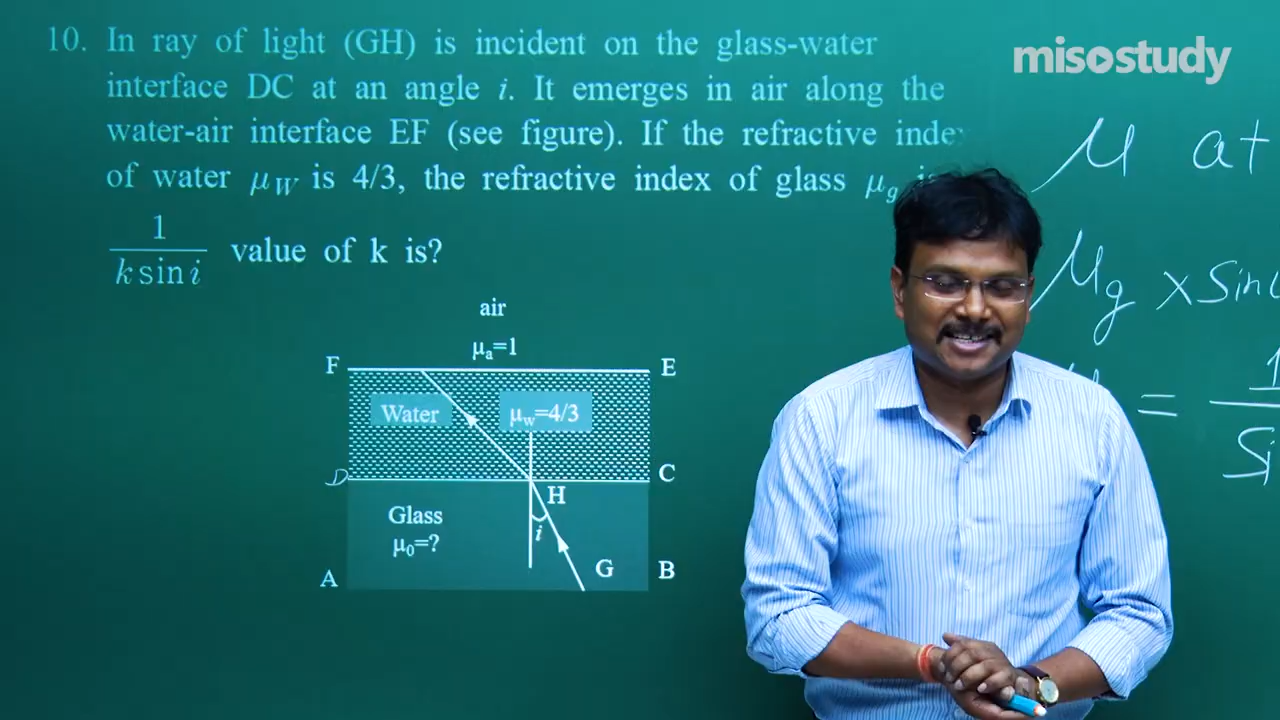 10. In ray of light (GH) is incident on the glass-water
interface DC at an angle i. It emerges in air along the
water-air interface EF (see figure). If the refractive index
of water μW is 4/3, the refractive index of glass μg is
1
k sin i
value of k is?
misostudy
μ at
μg × sin
1
=
Si
air
μa=1
F
E
Water
μw=4/3
D
C
H
Glass
μ0=?
i
G
A
B